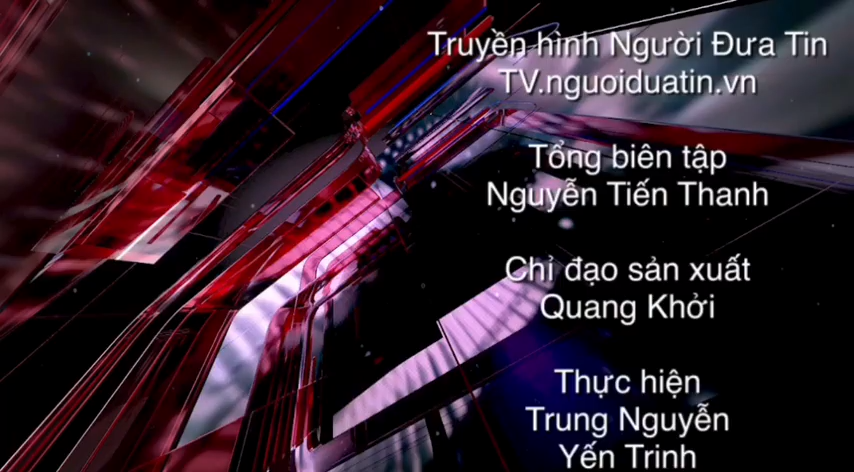 Truyền hình Người Đưa Tin
TV.nguoiduatin.vn
Tổng biên tập
Nguyễn Tiến Thanh
Chỉ đạo sản xuất
Quang Khởi
Thực hiện
Trung Nguyễn
Yến Trinh